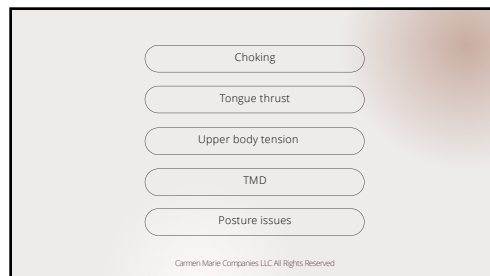 Choking
Tongue thrust
Upper body tension
TMD
Posture issues
Carmen Marie Companies LLC All Rights Reserved